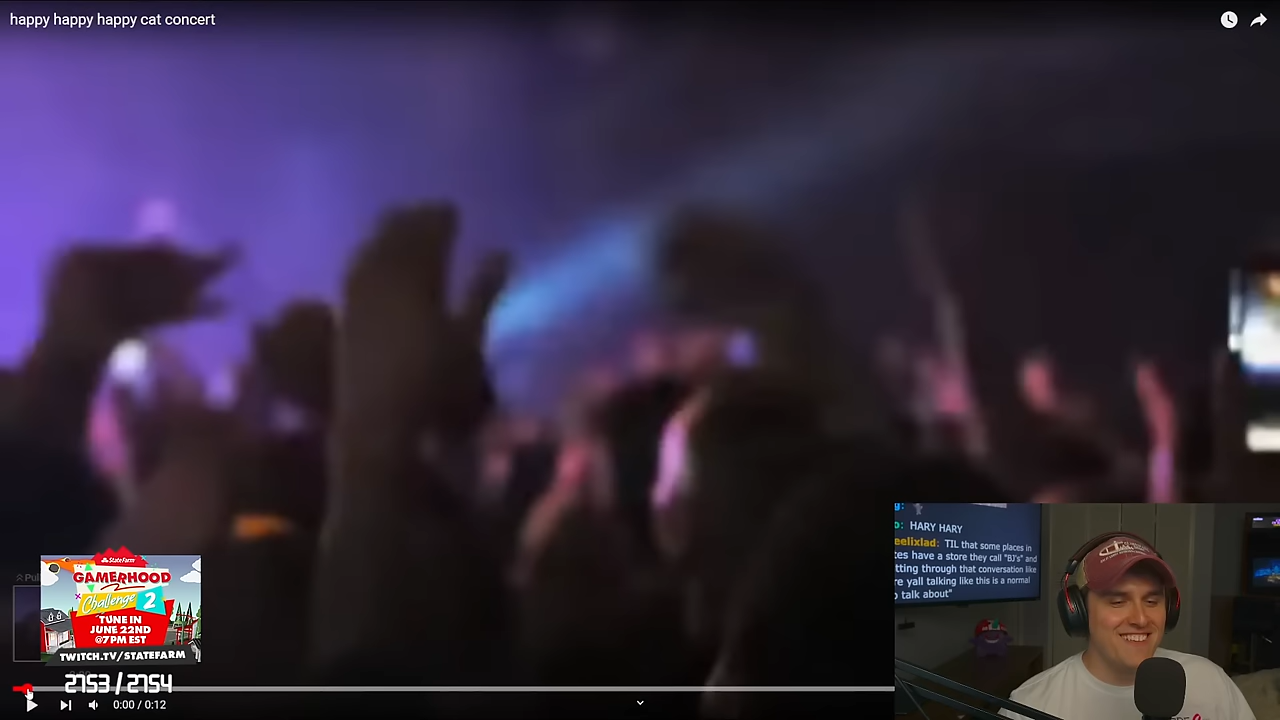 happy happy happy cat concert
HARY HARY
eelixlad: TIL that some places in
tes have a store they call "BJ's" and
tting through that conversation like
re yall talking like this is a normal
talk about"
StateFarm
GAMERHOOD
Challenge 2
TUNE IN
JUNE 22ND
@7PM EST
TWITCH.TV/STATEFARM
2753/2754
0:00 / 0:12